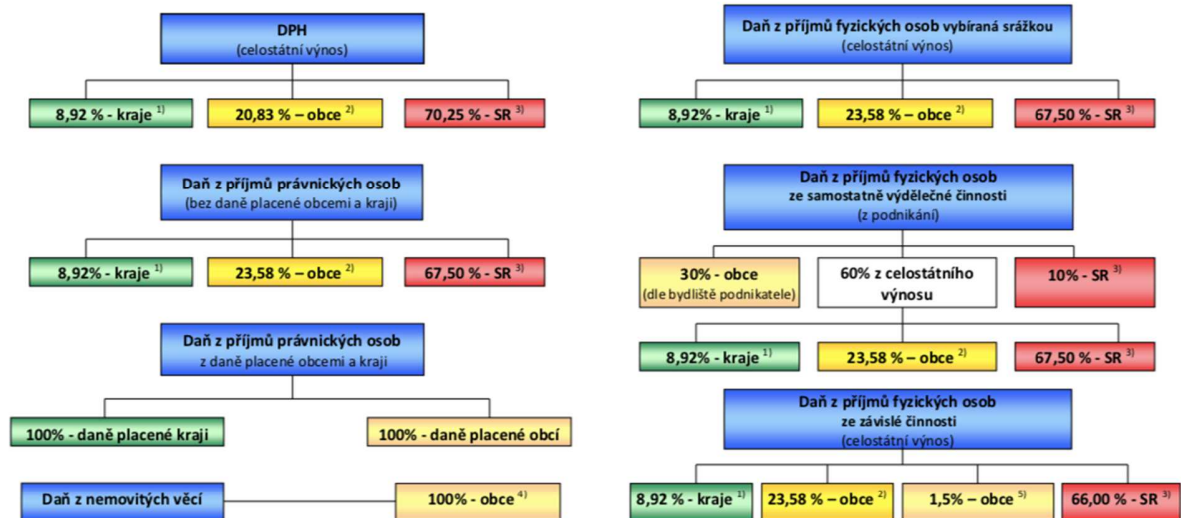 DPH
(celostátní výnos)
8,92 % - kraje 1)
20,83 % – obce 2)
70,25 % - SR 3)
Daň z příjmů právnických osob
(bez daně placené obcemi a kraji)
8,92% - kraje 1)
23,58 % – obce 2)
67,50 % - SR 3)
Daň z příjmů právnických osob
z daně placené obcemi a kraji
100% - daně placené kraji
100% - daně placené obcí
Daň z nemovitých věcí
100% - obce 4)
Daň z příjmů fyzických osob vybíraná srážkou
(celostátní výnos)
8,92% - kraje 1)
23,58 % – obce 2)
67,50 % - SR 3)
Daň z příjmů fyzických osob
ze samostatně výdělečné činnosti
(z podnikání)
30% - obce
(dle bydliště podnikatele)
60% z celostátního
výnosu
10% - SR 3)
8,92% - kraje 1)
23,58 % – obce 2)
67,50 % - SR 3)
Daň z příjmů fyzických osob
ze závislé činnosti
(celostátní výnos)
8,92 % - kraje 1)
23,58 % – obce 2)
1,5% – obce 5)
66,00 % - SR 3)